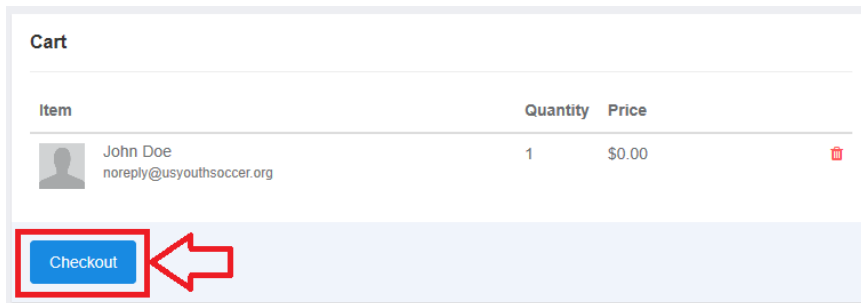 Cart
Item Quantity Price
John Doe 1 $0.00
noreply@usyouthsoccer.org
Checkout